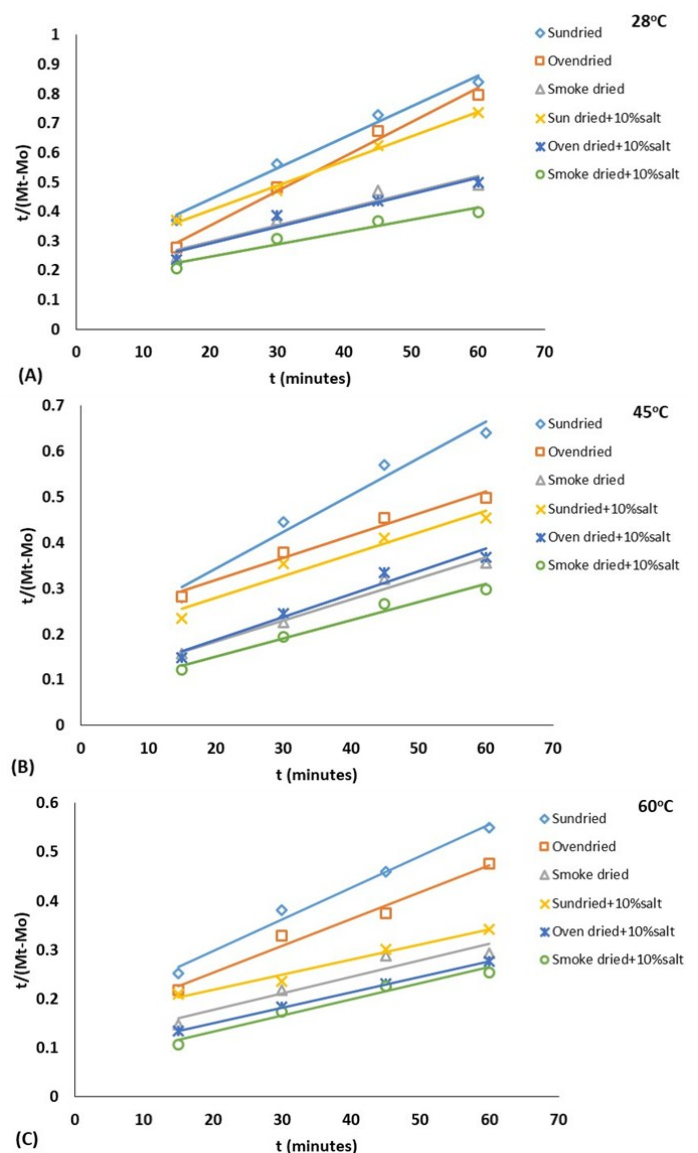 28°C
t/(Mt-Mo)
1
0.9
0.8
0.7
0.6
0.5
0.4
0.3
0.2
0.1
0
0 10 20 30 40 50 60 70
t (minutes)
Sundried
Ovendried
Smoke dried
Sun dried+10%salt
Oven dried+10%salt
Smoke dried+10%salt
(A)
45°C
t/(Mt-Mo)
0.7
0.6
0.5
0.4
0.3
0.2
0.1
0
0 10 20 30 40 50 60 70
t (minutes)
Sundried
Ovendried
Smoke dried
Sundried+10%salt
Oven dried+10%salt
Smoke dried+10%salt
(B)
60°C
t/(Mt-Mo)
0.6
0.5
0.4
0.3
0.2
0.1
0
0 10 20 30 40 50 60 70
t (minutes)
Sundried
Ovendried
Smoke dried
Sundried+10%salt
Oven dried+10%salt
Smoke dried+10%salt
(C)